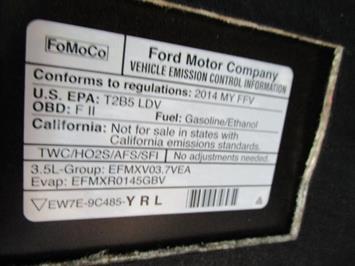 FoMoCo
Ford Motor Company
VEHICLE EMISSION CONTROL INFORMATION
Conforms to regulations: 2014 MY FFV
U.S. EPA: T2B5 LDV
OBD: F II
Fuel: Gasoline/Ethanol
California: Not for sale in states with
California emissions standards.
TWC/HO2S/AFS/SFI
No adjustments needed.
3.5L-Group: EFMXV03.7VEA
Evap: EFMXR0145GBV
EW7E-9C485-YRL